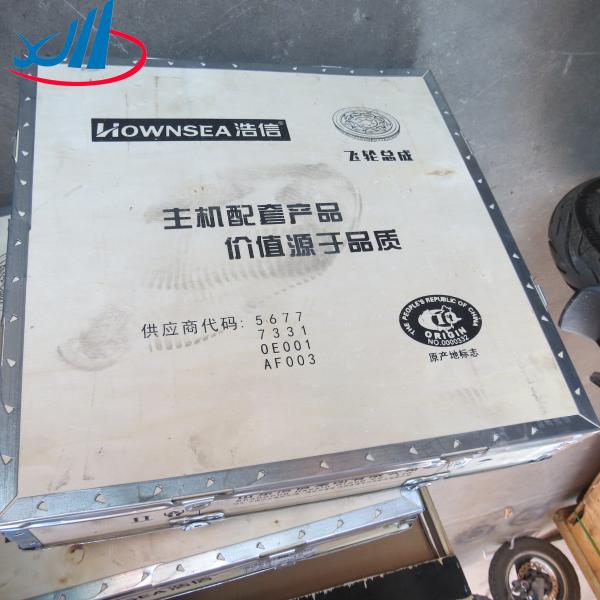 HOWNSEA浩信®
飞轮总成
主机配套产品
价值源于品质
供应商代码: 5677
7331
0E001
AF003
THE PEOPLE'S REPUBLIC OF CHINA
CIQ
ORIGIN
NO.0000332
原产地标志